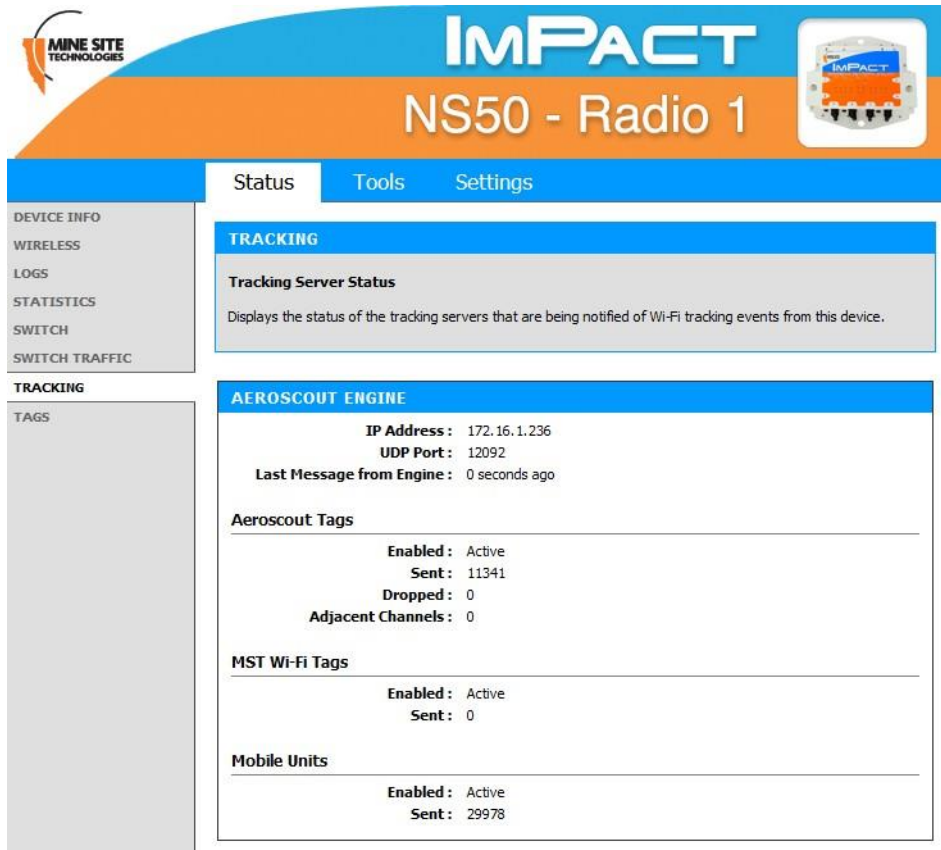 MINE SITE
TECHNOLOGIES
IMPACT
IMPACT
NS50 - Radio 1
Status Tools Settings
DEVICE INFO
WIRELESS
LOGS
STATISTICS
SWITCH
SWITCH TRAFFIC
TRACKING
TAGS
TRACKING
Tracking Server Status
Displays the status of the tracking servers that are being notified of Wi-Fi tracking events from this device.
AEROSCOUT ENGINE
IP Address : 172.16.1.236
UDP Port : 12092
Last Message from Engine : 0 seconds ago
Aeroscout Tags
Enabled : Active
Sent : 11341
Dropped : 0
Adjacent Channels : 0
MST Wi-Fi Tags
Enabled : Active
Sent : 0
Mobile Units
Enabled : Active
Sent : 29978